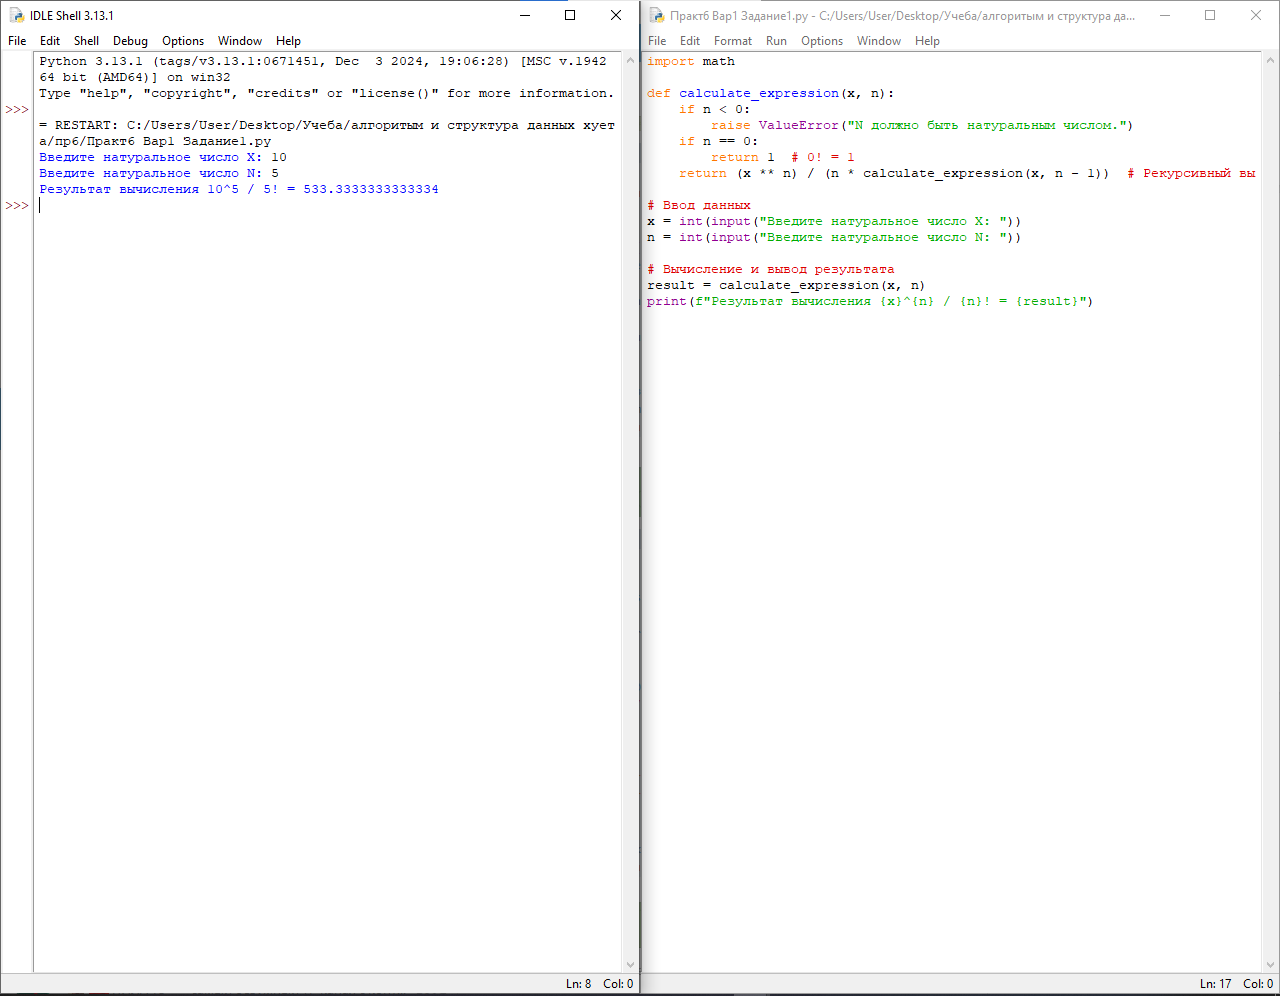 IDLE Shell 3.13.1
File Edit Shell Debug Options Window Help
Python 3.13.1 (tags/v3.13.1:0671451, Dec  3 2024, 19:06:28) [MSC v.1942
64 bit (AMD64)] on win32
Type "help", "copyright", "credits" or "license()" for more information.
>>>
= RESTART: C:/Users/User/Desktop/Учеба/алгоритым и структура данных хует
а/пр6/Практ6 Вар1 Задание1.py
Введите натуральное число X: 10
Введите натуральное число N: 5
Результат вычисления 10^5 / 5! = 533.3333333333334
>>>
Ln: 8 Col: 0
Практ6 Вар1 Задание1.py - C:/Users/User/Desktop/Учеба/алгоритым и структура да...
File Edit Format Run Options Window Help
import math
def calculate_expression(x, n):
    if n < 0:
        raise ValueError("N должно быть натуральным числом.")
    if n == 0:
        return 1  # 0! = 1
    return (x ** n) / (n * calculate_expression(x, n - 1))  # Рекурсивный вы
# Ввод данных
x = int(input("Введите натуральное число X: "))
n = int(input("Введите натуральное число N: "))
# Вычисление и вывод результата
result = calculate_expression(x, n)
print(f"Результат вычисления {x}^{n} / {n}! = {result}")
Ln: 17 Col: 0